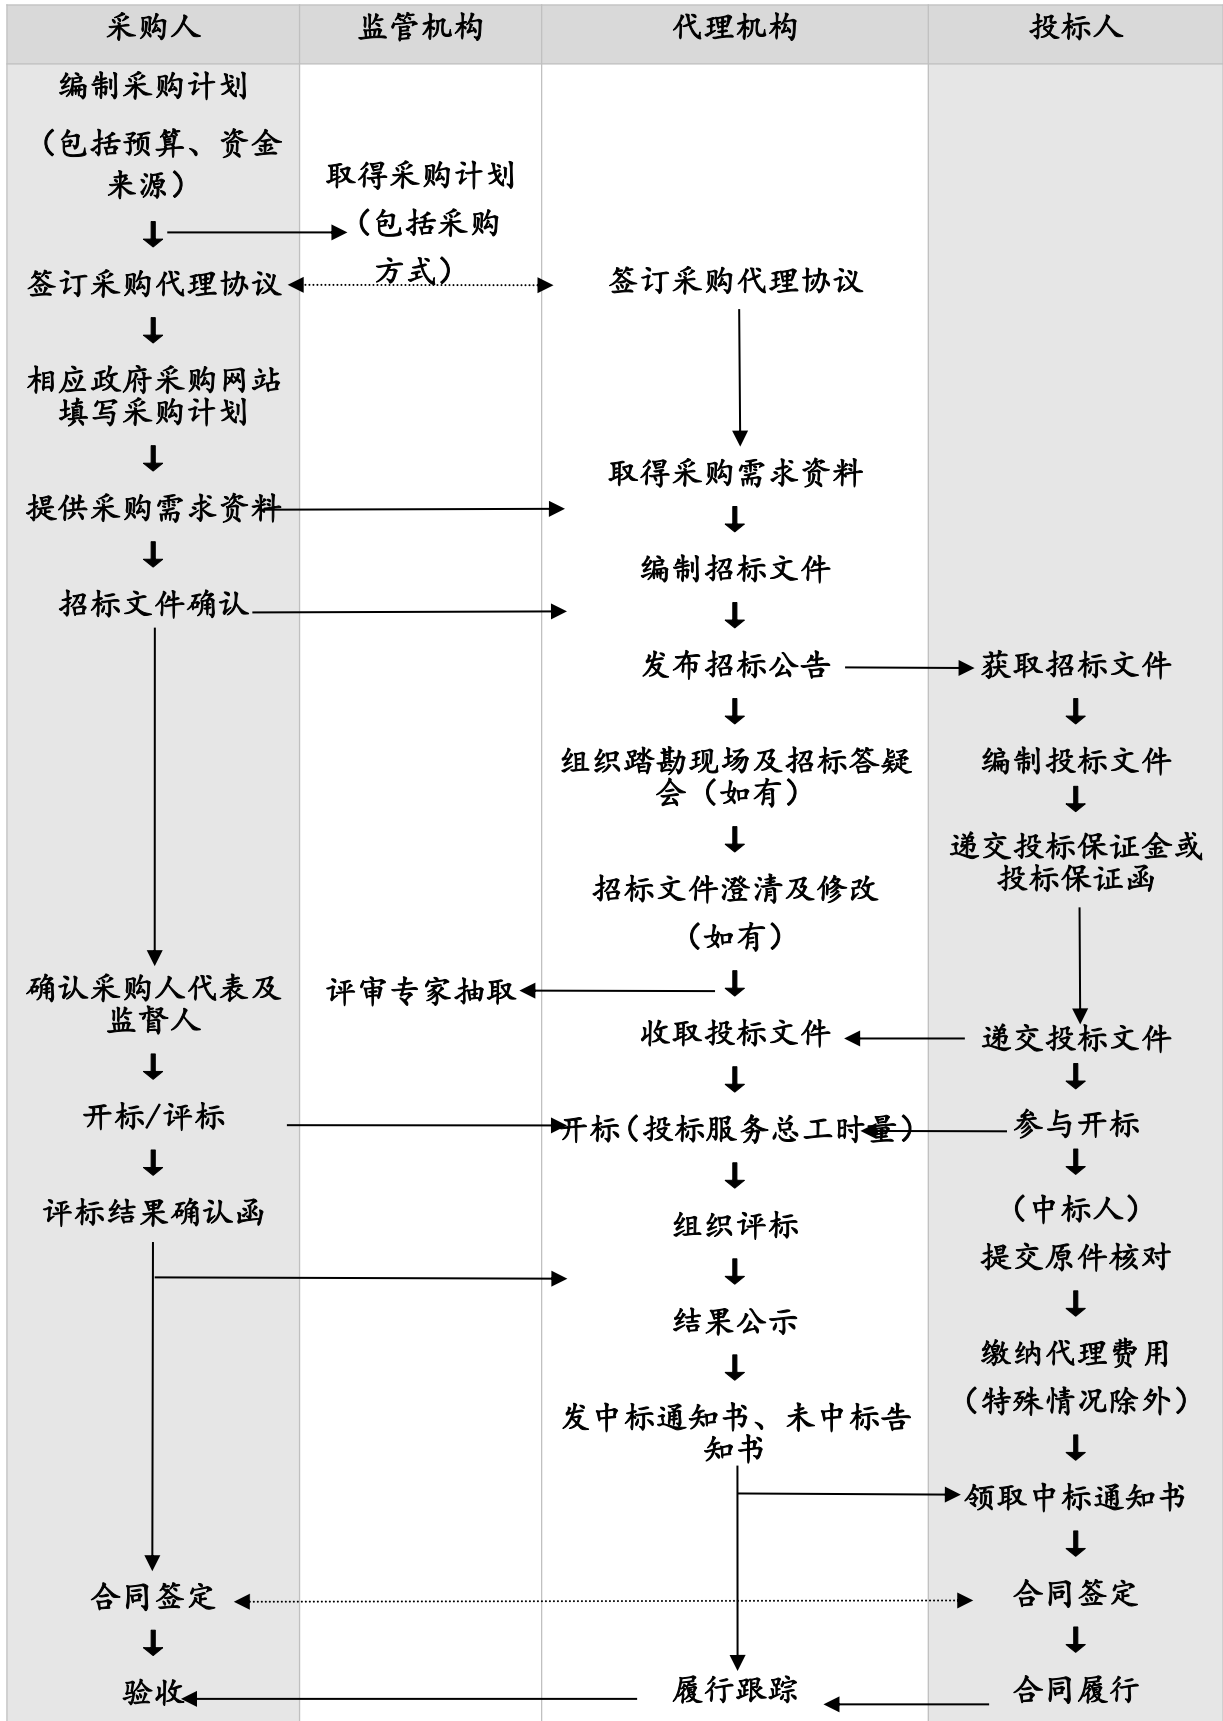 采购人
监管机构
代理机构
投标人
编制采购计划
（包括预算、资金
来源）
签订采购代理协议
相应政府采购网站
填写采购计划
提供采购需求资料
招标文件确认
确认采购人代表及
监督人
开标/评标
评标结果确认函
合同签定
验收
取得采购计划
（包括采购
方式）
评审专家抽取
签订采购代理协议
取得采购需求资料
编制招标文件
发布招标公告
组织踏勘现场及招标答疑
会（如有）
招标文件澄清及修改
（如有）
收取投标文件
开标（投标服务总工时量）
组织评标
结果公示
发中标通知书、未中标告
知书
履行跟踪
获取招标文件
编制投标文件
递交投标保证金或
投标保证函
递交投标文件
参与开标
（中标人）
提交原件核对
缴纳代理费用
（特殊情况除外）
领取中标通知书
合同签定
合同履行